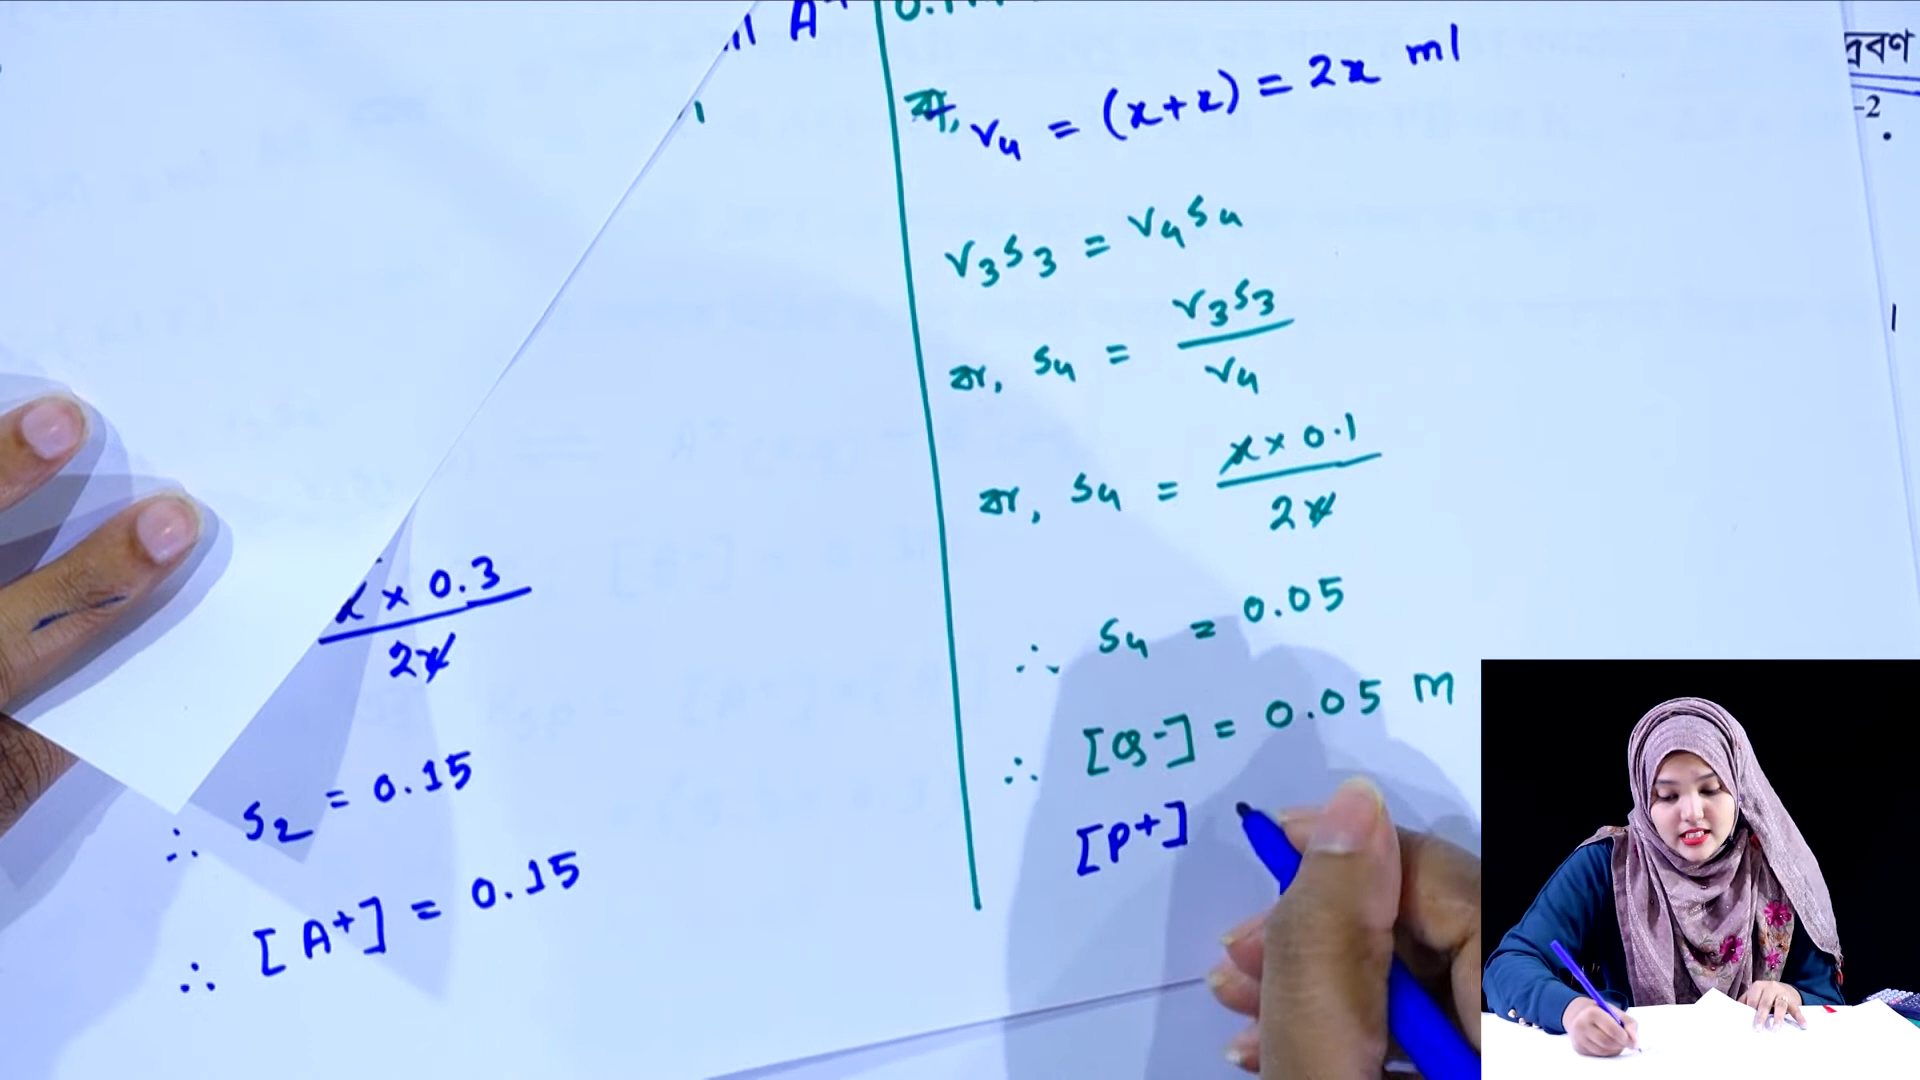 A+
x × 0.3 / 2x
∴ s2 = 0.15
∴ [A+] = 0.15
বা, v4 = (x+x) = 2x ml
v3s3 = v4s4
বা, s4 = v3s3 / v4
বা, s4 = x × 0.1 / 2x
∴ s4 = 0.05
∴ [B-] = 0.05 M
[P+]
দ্রবণ
-2